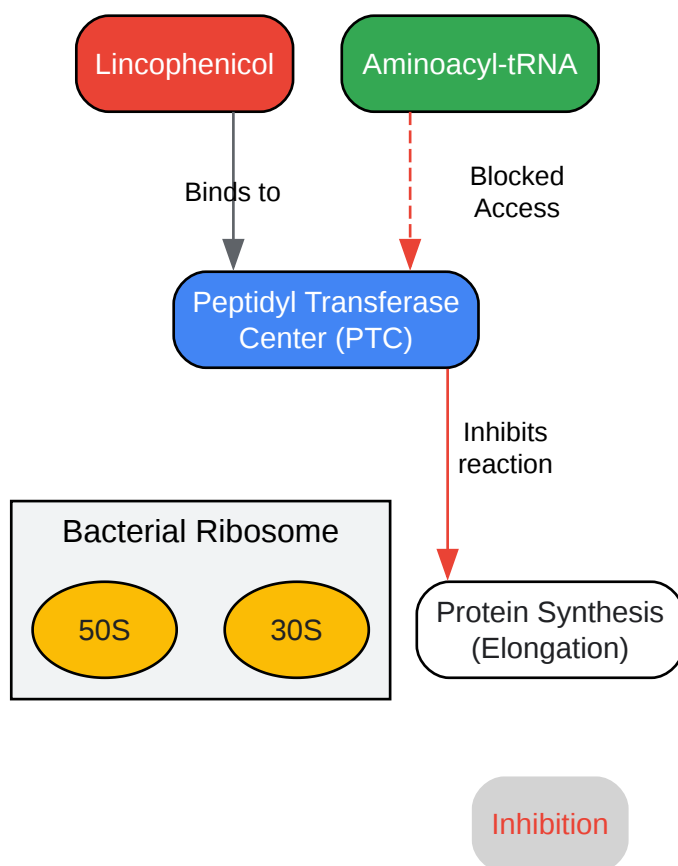 Lincophenicol
Aminoacyl-tRNA
Binds to
Blocked
Access
Peptidyl Transferase
Center (PTC)
Inhibits
reaction
Bacterial Ribosome
50S
30S
Protein Synthesis
(Elongation)
Inhibition